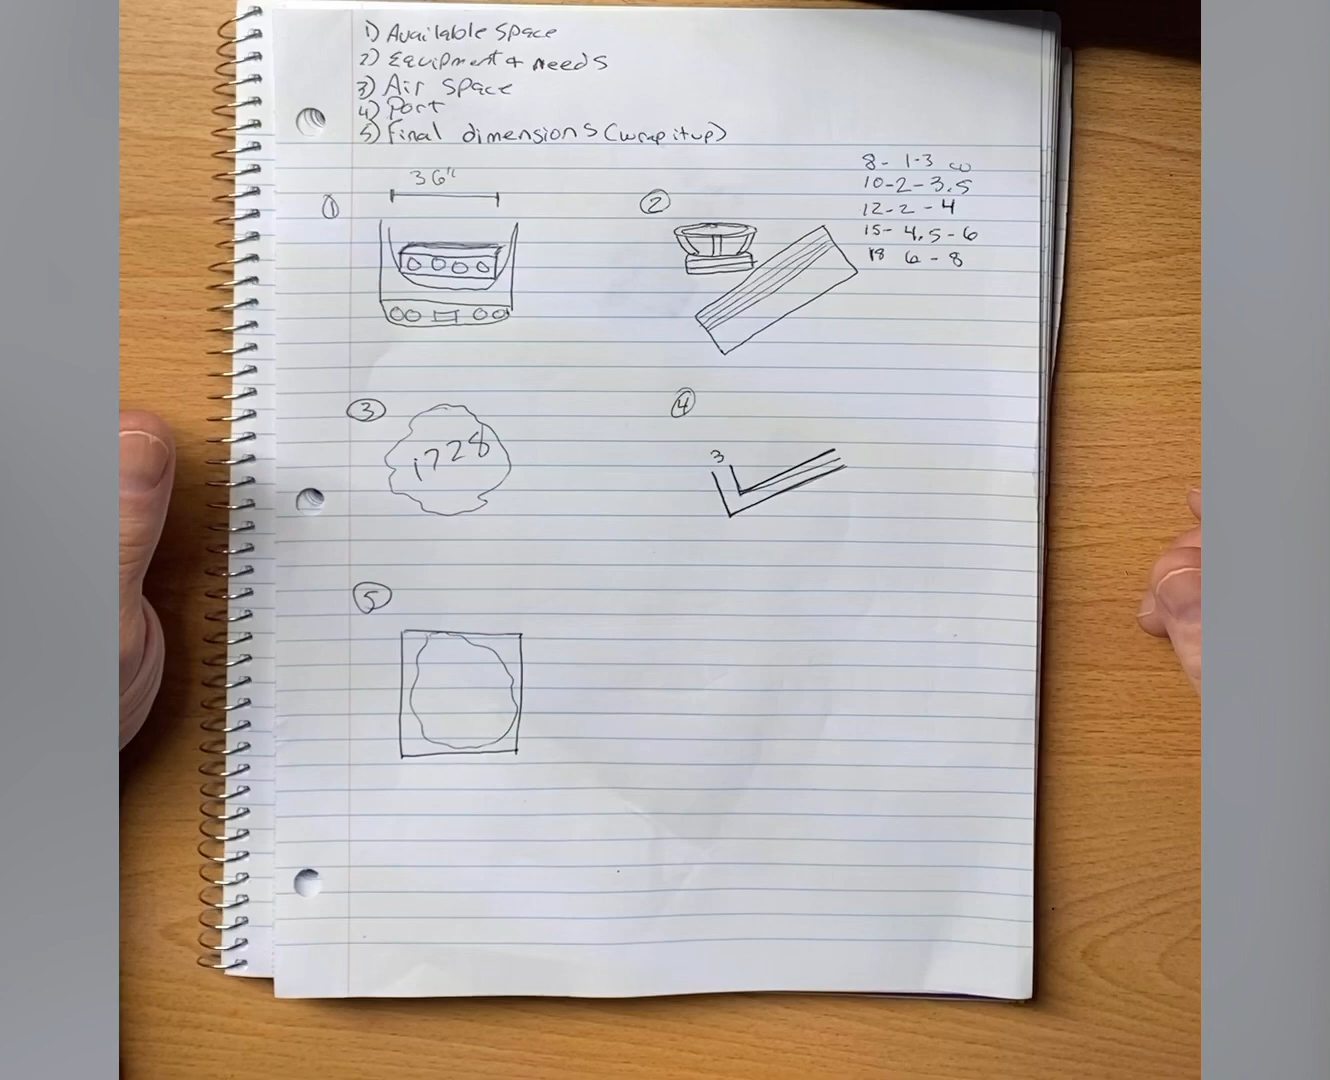 1) Available Space
2) Equipment + needs
3) Air Space
4) Port
5) Final dimensions (wrap it up)
8- 1-3
10-2-3.5
12-2-4
15- 4.5-6
18 6-8
①
36"
②
③
1728
④
3
⑤